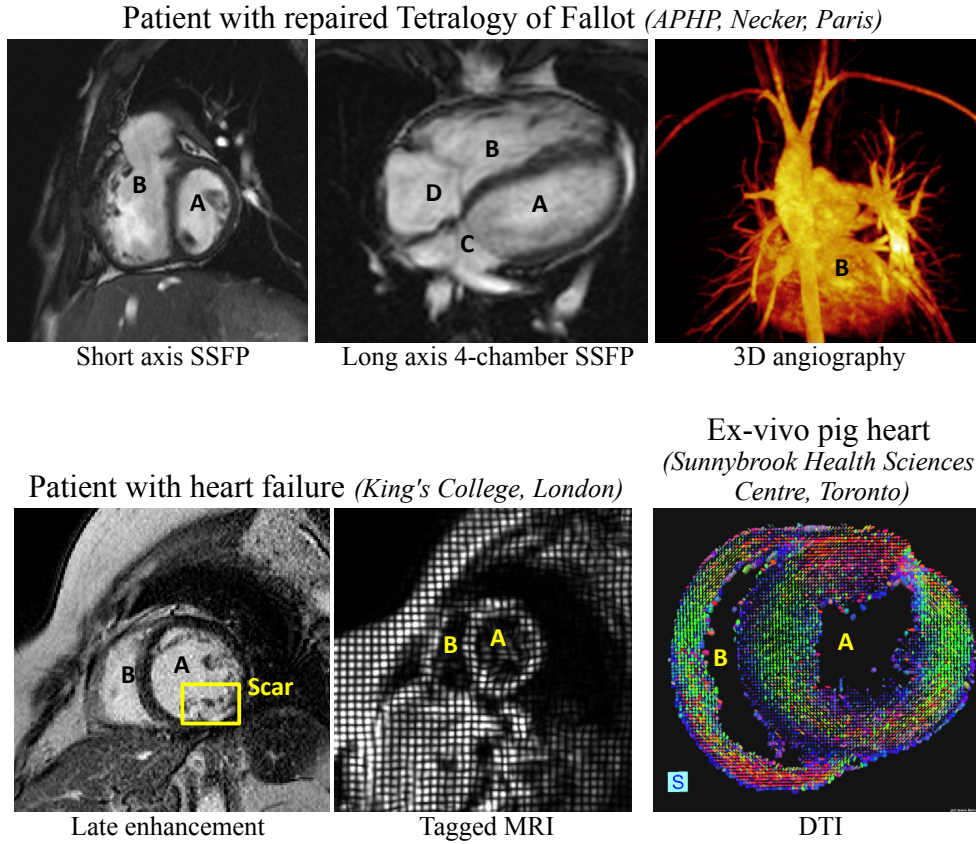 Patient with repaired Tetralogy of Fallot (APHP, Necker, Paris)
B
A
B
D
A
C
B
Short axis SSFP
Long axis 4-chamber SSFP
3D angiography
Ex-vivo pig heart
(Sunnybrook Health Sciences
Centre, Toronto)
Patient with heart failure (King's College, London)
B
A
Scar
B
A
B
A
S
Late enhancement
Tagged MRI
DTI